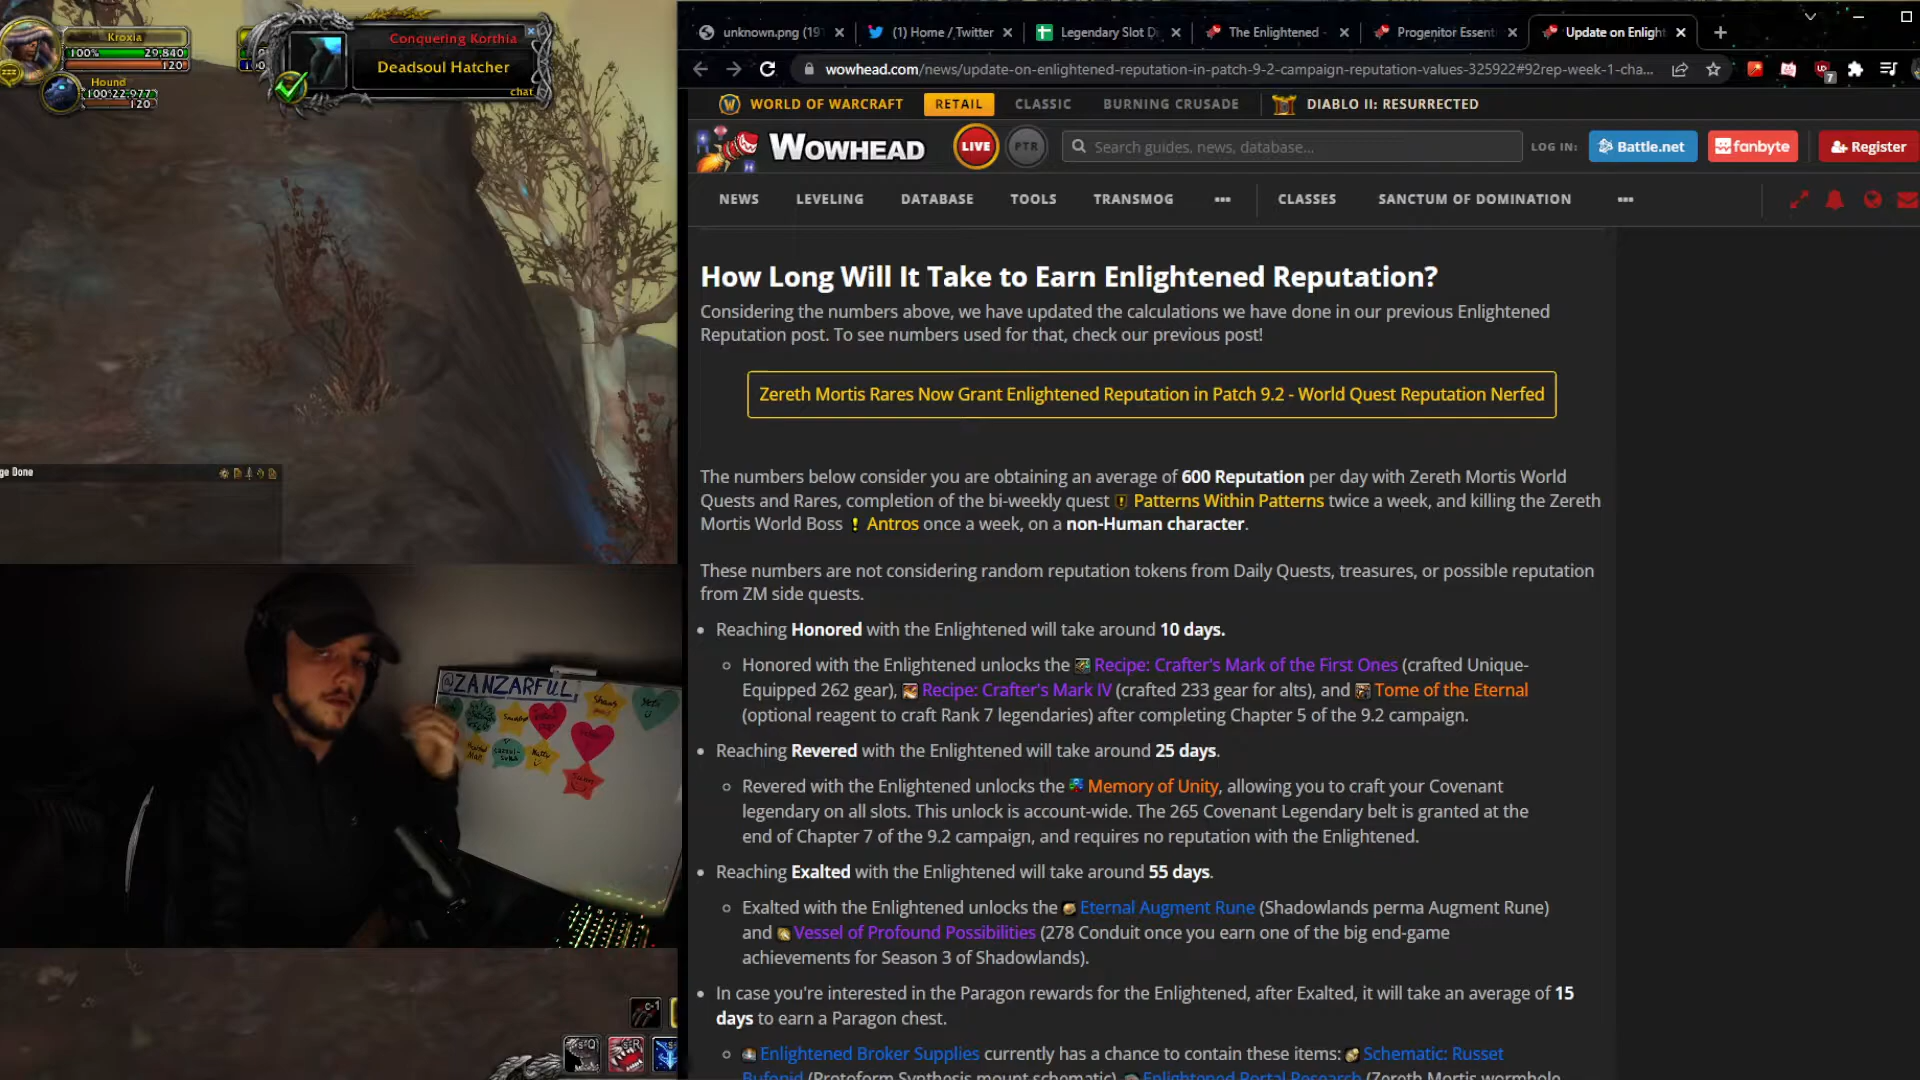 Kroxia
100% 29,840
120
Hound
100% 22,977
120
Conquering Korthia
Deadsoul Hatcher
chat
ge Done
@ZANZARFUL
C-1
S-Q
S-R
unknown.png (19
(1) Home / Twitter
Legendary Slot Di
The Enlightened -
Progenitor Essenti
Update on Enlight
wowhead.com/news/update-on-enlightened-reputation-in-patch-9-2-campaign-reputation-values-325922#92rep-week-1-cha...
7
WORLD OF WARCRAFT RETAIL CLASSIC BURNING CRUSADE DIABLO II: RESURRECTED
WOWHEAD LIVE PTR Search guides, news, database... LOG IN: Battle.net fanbyte Register
NEWS LEVELING DATABASE TOOLS TRANSMOG ••• CLASSES SANCTUM OF DOMINATION •••
How Long Will It Take to Earn Enlightened Reputation?
Considering the numbers above, we have updated the calculations we have done in our previous Enlightened
Reputation post. To see numbers used for that, check our previous post!
Zereth Mortis Rares Now Grant Enlightened Reputation in Patch 9.2 - World Quest Reputation Nerfed
The numbers below consider you are obtaining an average of 600 Reputation per day with Zereth Mortis World
Quests and Rares, completion of the bi-weekly quest Patterns Within Patterns twice a week, and killing the Zereth
Mortis World Boss Antros once a week, on a non-Human character.
These numbers are not considering random reputation tokens from Daily Quests, treasures, or possible reputation
from ZM side quests.
Reaching Honored with the Enlightened will take around 10 days.
Honored with the Enlightened unlocks the Recipe: Crafter's Mark of the First Ones (crafted Unique-
Equipped 262 gear), Recipe: Crafter's Mark IV (crafted 233 gear for alts), and Tome of the Eternal
(optional reagent to craft Rank 7 legendaries) after completing Chapter 5 of the 9.2 campaign.
Reaching Revered with the Enlightened will take around 25 days.
Revered with the Enlightened unlocks the Memory of Unity, allowing you to craft your Covenant
legendary on all slots. This unlock is account-wide. The 265 Covenant Legendary belt is granted at the
end of Chapter 7 of the 9.2 campaign, and requires no reputation with the Enlightened.
Reaching Exalted with the Enlightened will take around 55 days.
Exalted with the Enlightened unlocks the Eternal Augment Rune (Shadowlands perma Augment Rune)
and Vessel of Profound Possibilities (278 Conduit once you earn one of the big end-game
achievements for Season 3 of Shadowlands).
In case you're interested in the Paragon rewards for the Enlightened, after Exalted, it will take an average of 15
days to earn a Paragon chest.
Enlightened Broker Supplies currently has a chance to contain these items: Schematic: Russet
Bufonid (Protoform Synthesis mount schematic), Enlightened Portal Research (Zereth Mortis wormhole